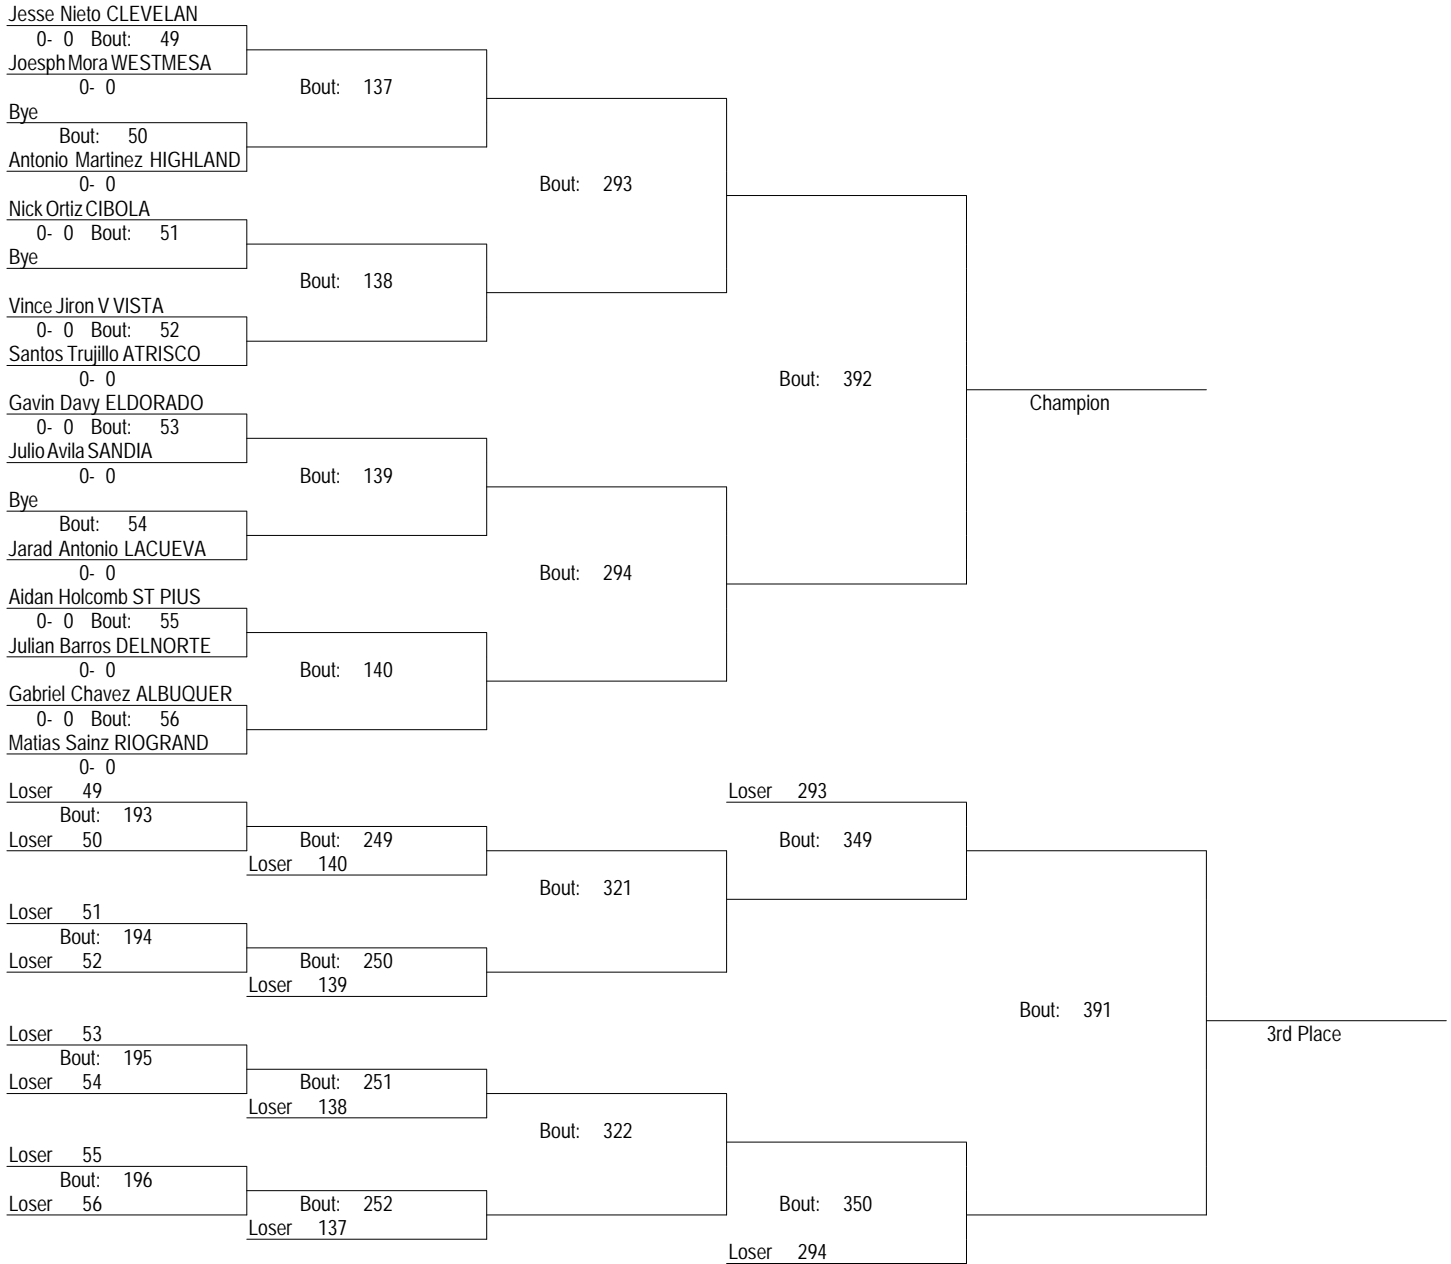 Jesse Nieto CLEVELAN
0- 0 Bout: 49
Joesph Mora WESTMESA
0- 0
Bout: 137
Bye
Bout: 50
Antonio Martinez HIGHLAND
0- 0
Bout: 293
Nick Ortiz CIBOLA
0- 0 Bout: 51
Bye
Bout: 138
Vince Jiron V VISTA
0- 0 Bout: 52
Santos Trujillo ATRISCO
0- 0
Bout: 392
Champion
Gavin Davy ELDORADO
0- 0 Bout: 53
Julio Avila SANDIA
0- 0
Bout: 139
Bye
Bout: 54
Jarad Antonio LACUEVA
0- 0
Bout: 294
Aidan Holcomb ST PIUS
0- 0 Bout: 55
Julian Barros DELNORTE
0- 0
Bout: 140
Gabriel Chavez ALBUQUER
0- 0 Bout: 56
Matias Sainz RIOGRAND
0- 0
Loser 49
Bout: 193
Loser 50
Bout: 249
Loser 140
Loser 293
Bout: 349
Bout: 321
Loser 51
Bout: 194
Loser 52
Bout: 250
Loser 139
Bout: 391
3rd Place
Loser 53
Bout: 195
Loser 54
Bout: 251
Loser 138
Bout: 322
Loser 55
Bout: 196
Loser 56
Bout: 252
Loser 137
Bout: 350
Loser 294